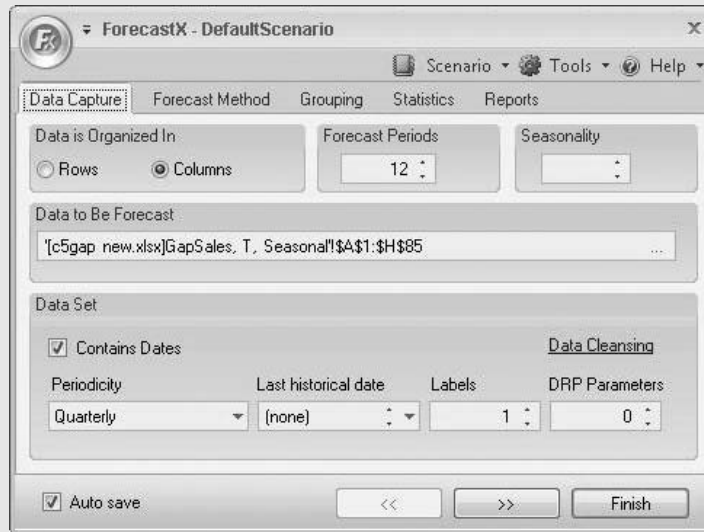 Fx
ForecastX - DefaultScenario
Scenario Tools Help
Data Capture Forecast Method Grouping Statistics Reports
Data is Organized In
Rows Columns
Forecast Periods
12
Seasonality
Data to Be Forecast
'[c5gap new.xlsx]GapSales, T, Seasonal'!$A$1:$H$85 ...
Data Set
Contains Dates
Data Cleansing
Periodicity Last historical date Labels DRP Parameters
Quarterly (none) 1 0
Auto save << >> Finish